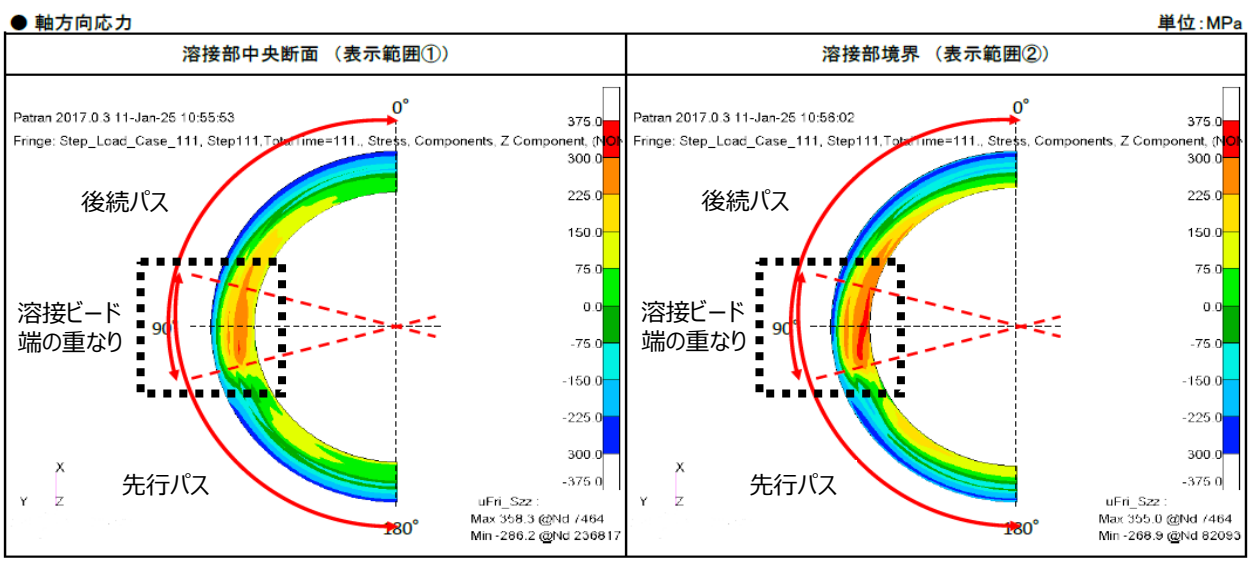 ● 軸方向応力
単位:MPa
溶接部中央断面 （表示範囲①）
溶接部境界 （表示範囲②）
Patran 2017.0.3 11-Jan-25 10:55:53
Fringe: Step_Load_Case_111, Step111,TotalTime=111., Stress, Components, Z Component, (NON
0°
後続パス
溶接ビード
端の重なり
90°
先行パス
180°
X
Y Z
375.0
300.0
225.0
150.0
75.0
0.0
-75.0
-150.0
-225.0
300.0
-375.0
uFri_Szz :
Max 358.3 @Nd 7464
Min -286.2 @Nd 236817
Patran 2017.0.3 11-Jan-25 10:56:02
Fringe: Step_Load_Case_111, Step111,TotalTime=111., Stress, Components, Z Component, (NON
0°
後続パス
溶接ビード
端の重なり
90°
先行パス
180°
X
Y Z
375.0
300.0
225.0
150.0
75.0
0.0
-75.0
-150.0
-225.0
300.0
-375.0
uFri_Szz :
Max 355.0 @Nd 7464
Min -268.9 @Nd 82093